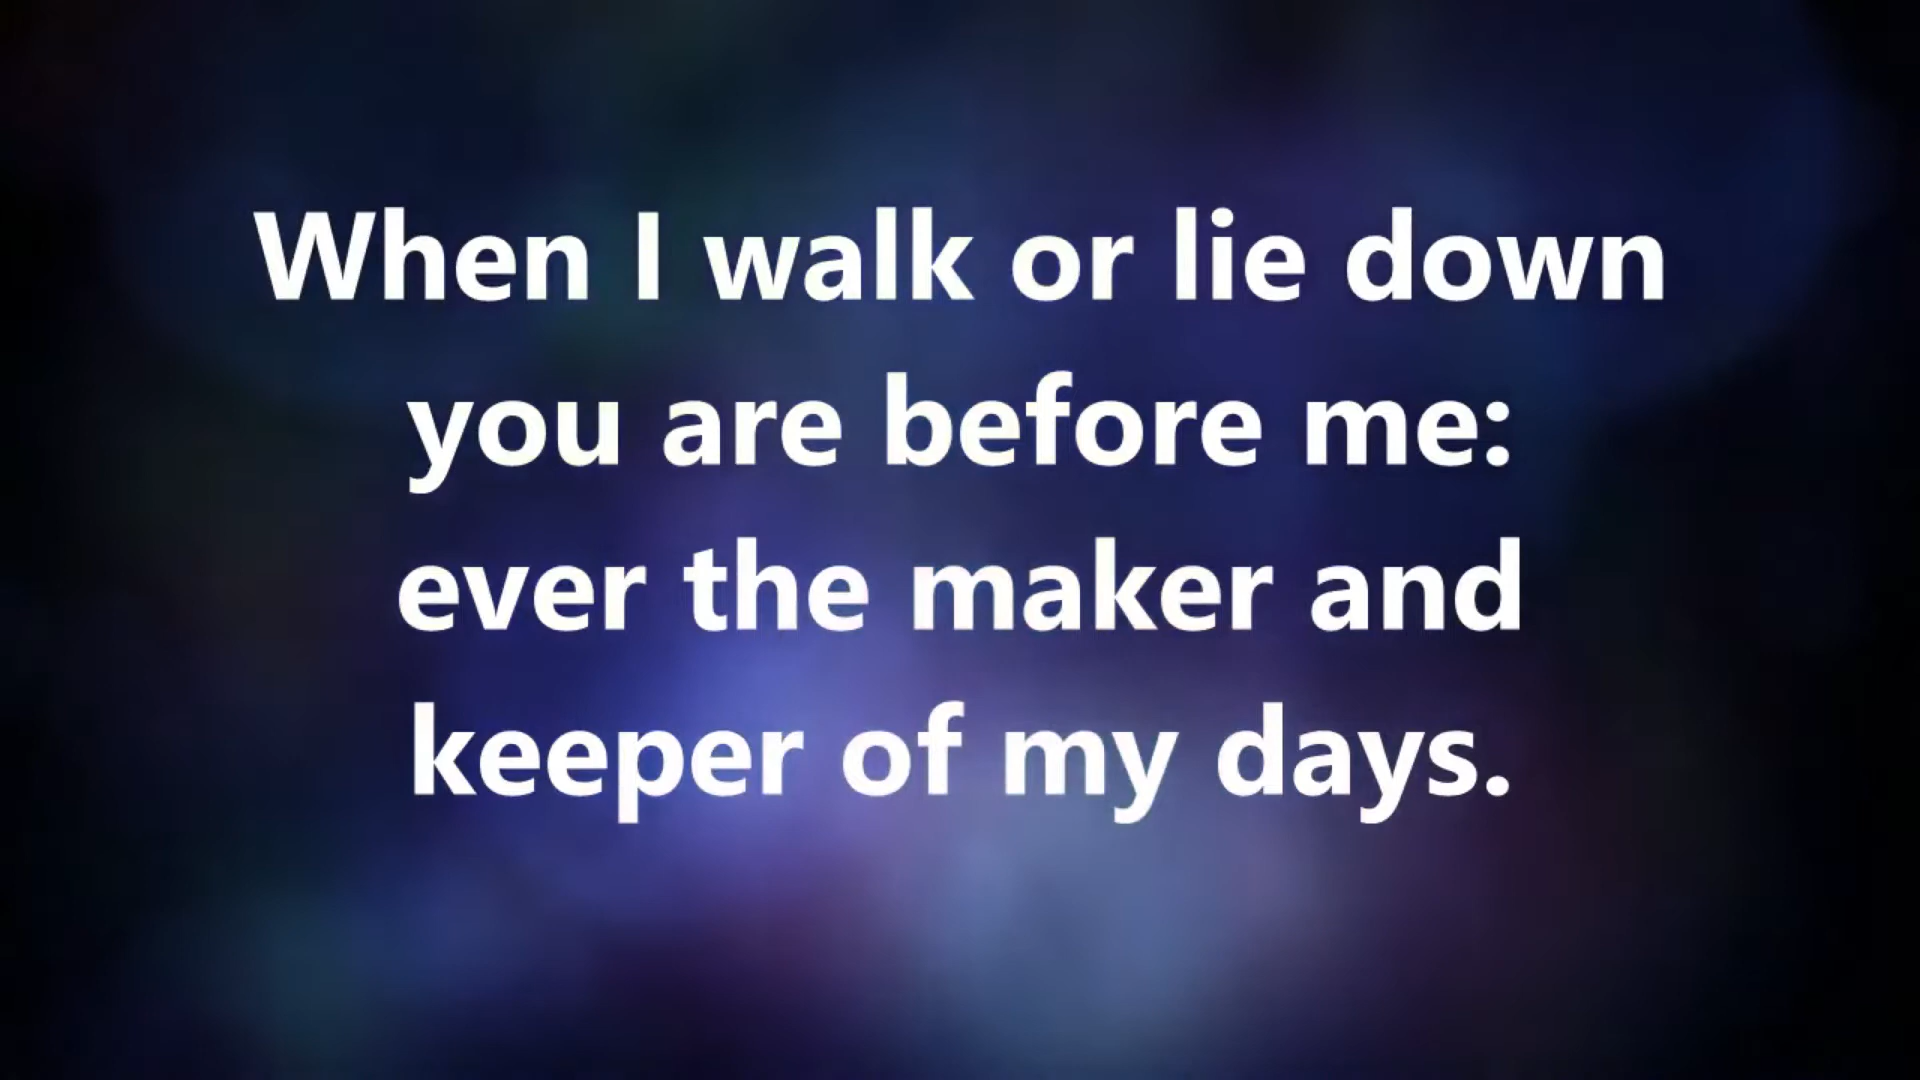 When I walk or lie down
you are before me:
ever the maker and
keeper of my days.